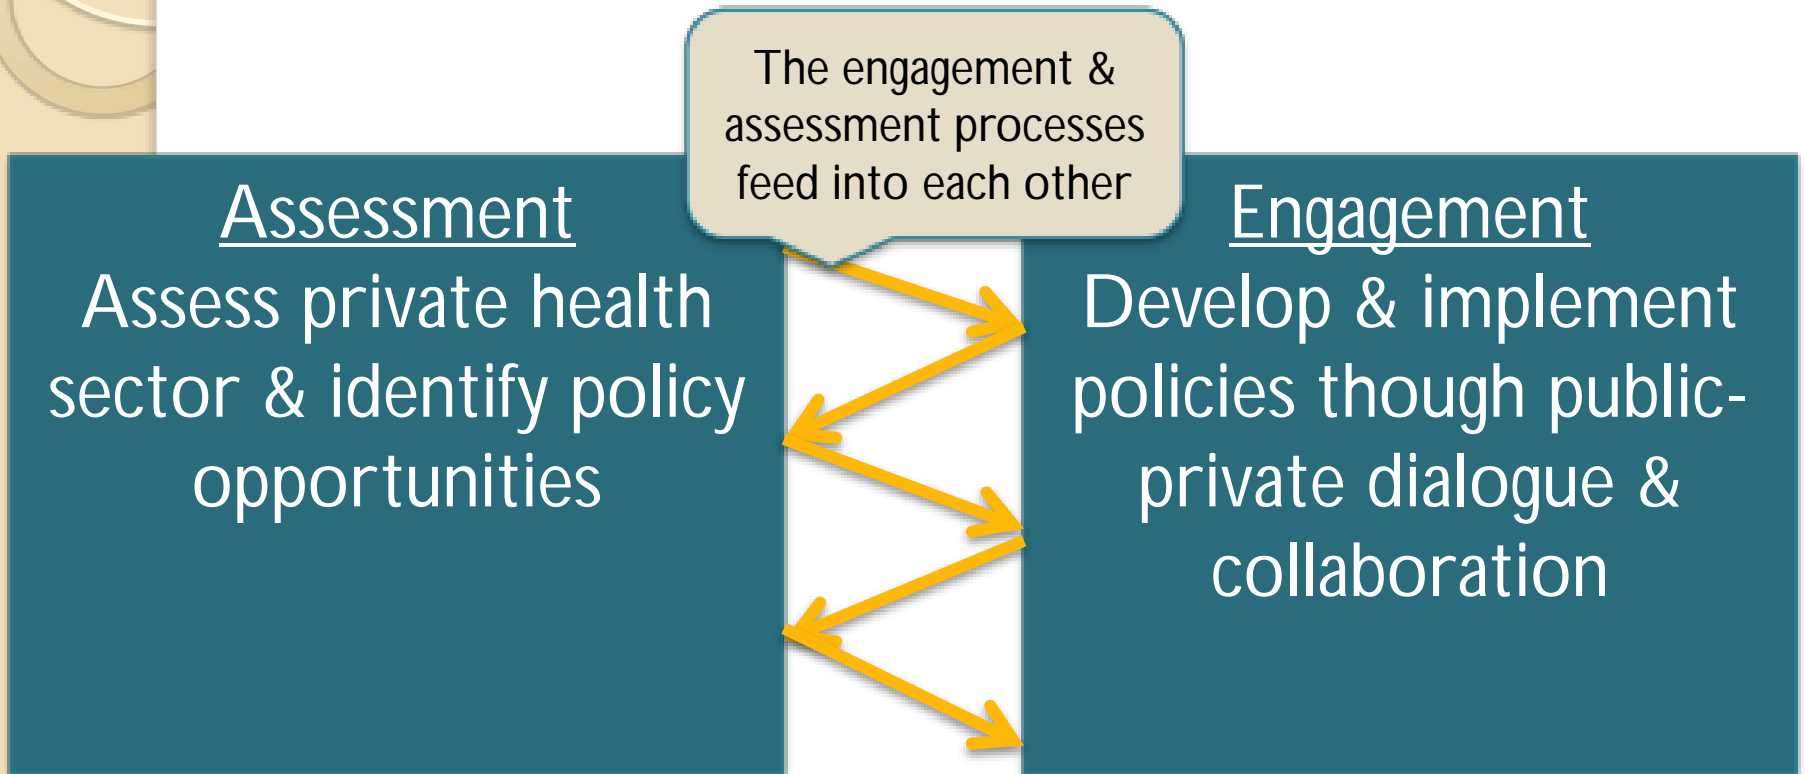 The engagement &
assessment processes
feed into each other
Assessment
Assess private health
sector & identify policy
opportunities
Engagement
Develop & implement
policies though public-
private dialogue &
collaboration